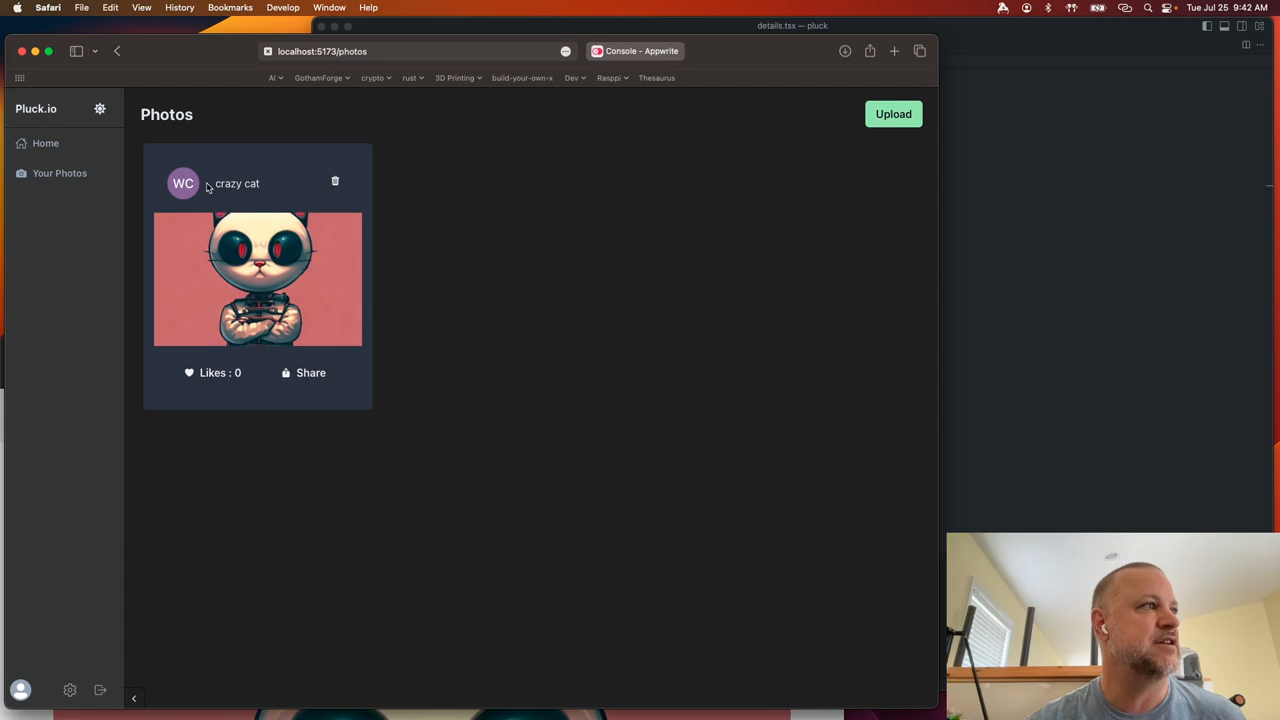 Safari File Edit View History Bookmarks Develop Window Help Tue Jul 25 9:42 AM
details.tsx — pluck
localhost:5173/photos Console - Appwrite
AI GothamForge crypto rust 3D Printing build-your-own-x Dev Rasppi Thesaurus
Pluck.io
Photos
Upload
Home
Your Photos
WC crazy cat
Likes : 0 Share